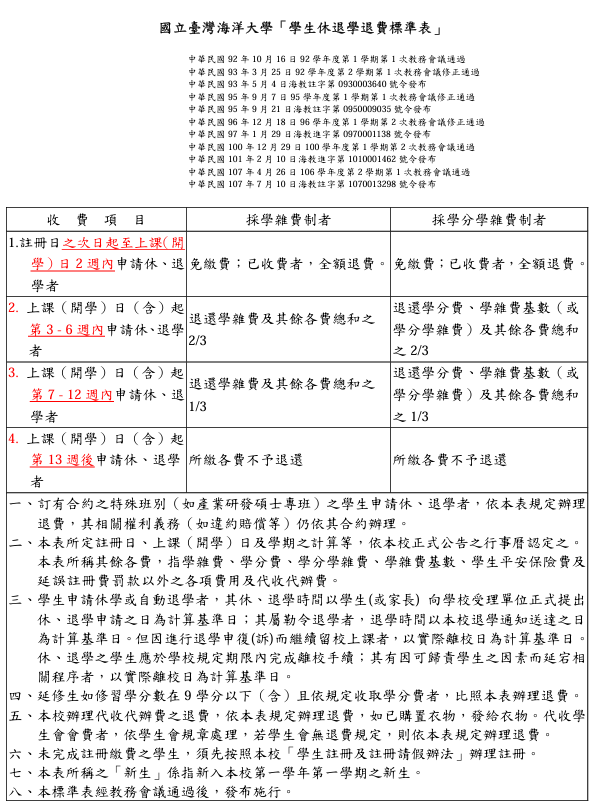 國立臺灣海洋大學「學生休退學退費標準表」
中華民國 92 年 10 月 16 日 92 學年度第 1 學期第 1 次教務會議通過
中華民國 93 年 3 月 25 日 92 學年度第 2 學期第 1 次教務會議修正通過
中華民國 93 年 5 月 4 日海教註字第 0930003640 號令發布
中華民國 95 年 9 月 7 日 95 學年度第 1 學期第 1 次教務會議修正通過
中華民國 95 年 9 月 21 日海教註字第 0950009035 號令發布
中華民國 96 年 12 月 18 日 96 學年度第 1 學期第 2 次教務會議修正通過
中華民國 97 年 1 月 29 日海教進字第 0970001138 號令發布
中華民國 100 年 12 月 29 日 100 學年度第 1 學期第 2 次教務會議通過
中華民國 101 年 2 月 10 日海教進字第 1010001462 號令發布
中華民國 107 年 4 月 26 日 106 學年度第 2 學期第 1 次教務會議通過
中華民國 107 年 7 月 10 日海教註字第 1070013298 號令發布
收 費 項 目
採學雜費制者
採學分學雜費制者
1.註冊日之次日起至上課(開
學）日 2 週內申請休、退
學者
免繳費；已收費者，全額退費。
免繳費；已收費者，全額退費。
2. 上課（開學）日（含）起
第 3 - 6 週內申請休、退學
者
退還學雜費及其餘各費總和之
2/3
退還學分費、學雜費基數（或
學分學雜費）及其餘各費總和
之 2/3
3. 上課（開學）日（含）起
第 7 - 12 週內申請休、退
學者
退還學雜費及其餘各費總和之
1/3
退還學分費、學雜費基數（或
學分學雜費）及其餘各費總和
之 1/3
4. 上課（開學）日（含）起
第 13 週後申請休、退學
者
所繳各費不予退還
所繳各費不予退還
一、訂有合約之特殊班別（如產業研發碩士專班）之學生申請休、退學者，依本表規定辦理
退費，其相關權利義務（如違約賠償等）仍依其合約辦理。
二、本表所定註冊日、上課（開學）日及學期之計算等，依本校正式公告之行事曆認定之。
本表所稱其餘各費，指學雜費、學分費、學分學雜費、學雜費基數、學生平安保險費及
延誤註冊費罰款以外之各項費用及代收代辦費。
三、學生申請休學或自動退學者，其休、退學時間以學生(或家長) 向學校受理單位正式提出
休、退學申請之日為計算基準日；其屬勒令退學者，退學時間以本校退學通知送達之日
為計算基準日。但因進行退學申復(訴)而繼續留校上課者，以實際離校日為計算基準日。
休、退學之學生應於學校規定期限內完成離校手續；其有因可歸責學生之因素而延宕相
關程序者，以實際離校日為計算基準日。
四、延修生如修習學分數在 9 學分以下（含）且依規定收取學分費者，比照本表辦理退費。
五、本校辦理代收代辦費之退費，依本表規定辦理退費，如已購置衣物，發給衣物。代收學
生會會費者，依學生會規章處理，若學生會無退費規定，則依本表規定退費。
六、未完成註冊繳費之學生，須先按照本校「學生註冊及註冊請假辦法」辦理註冊。
七、本表所稱之「新生」係指新入本校第一學年第一學期之新生。
八、本標準表經教務會議通過後，發布施行。